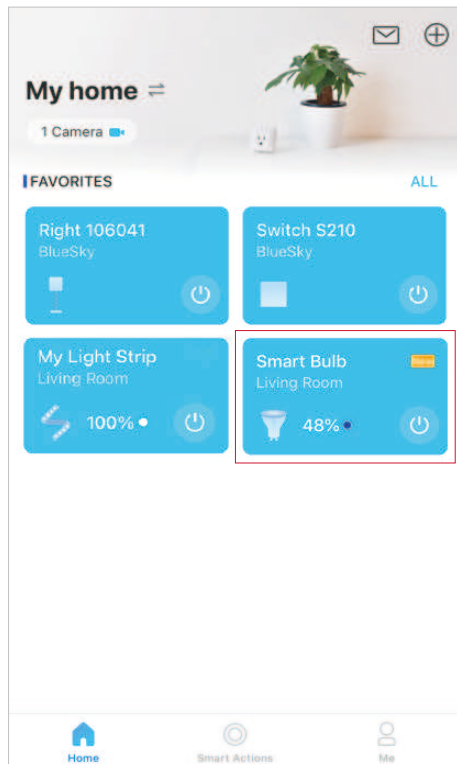 My home
1 Camera
FAVORITES
ALL
Right 106041
BlueSky
Switch S210
BlueSky
My Light Strip
Living Room
100%
Smart Bulb
Living Room
48%
Home
Smart Actions
Me